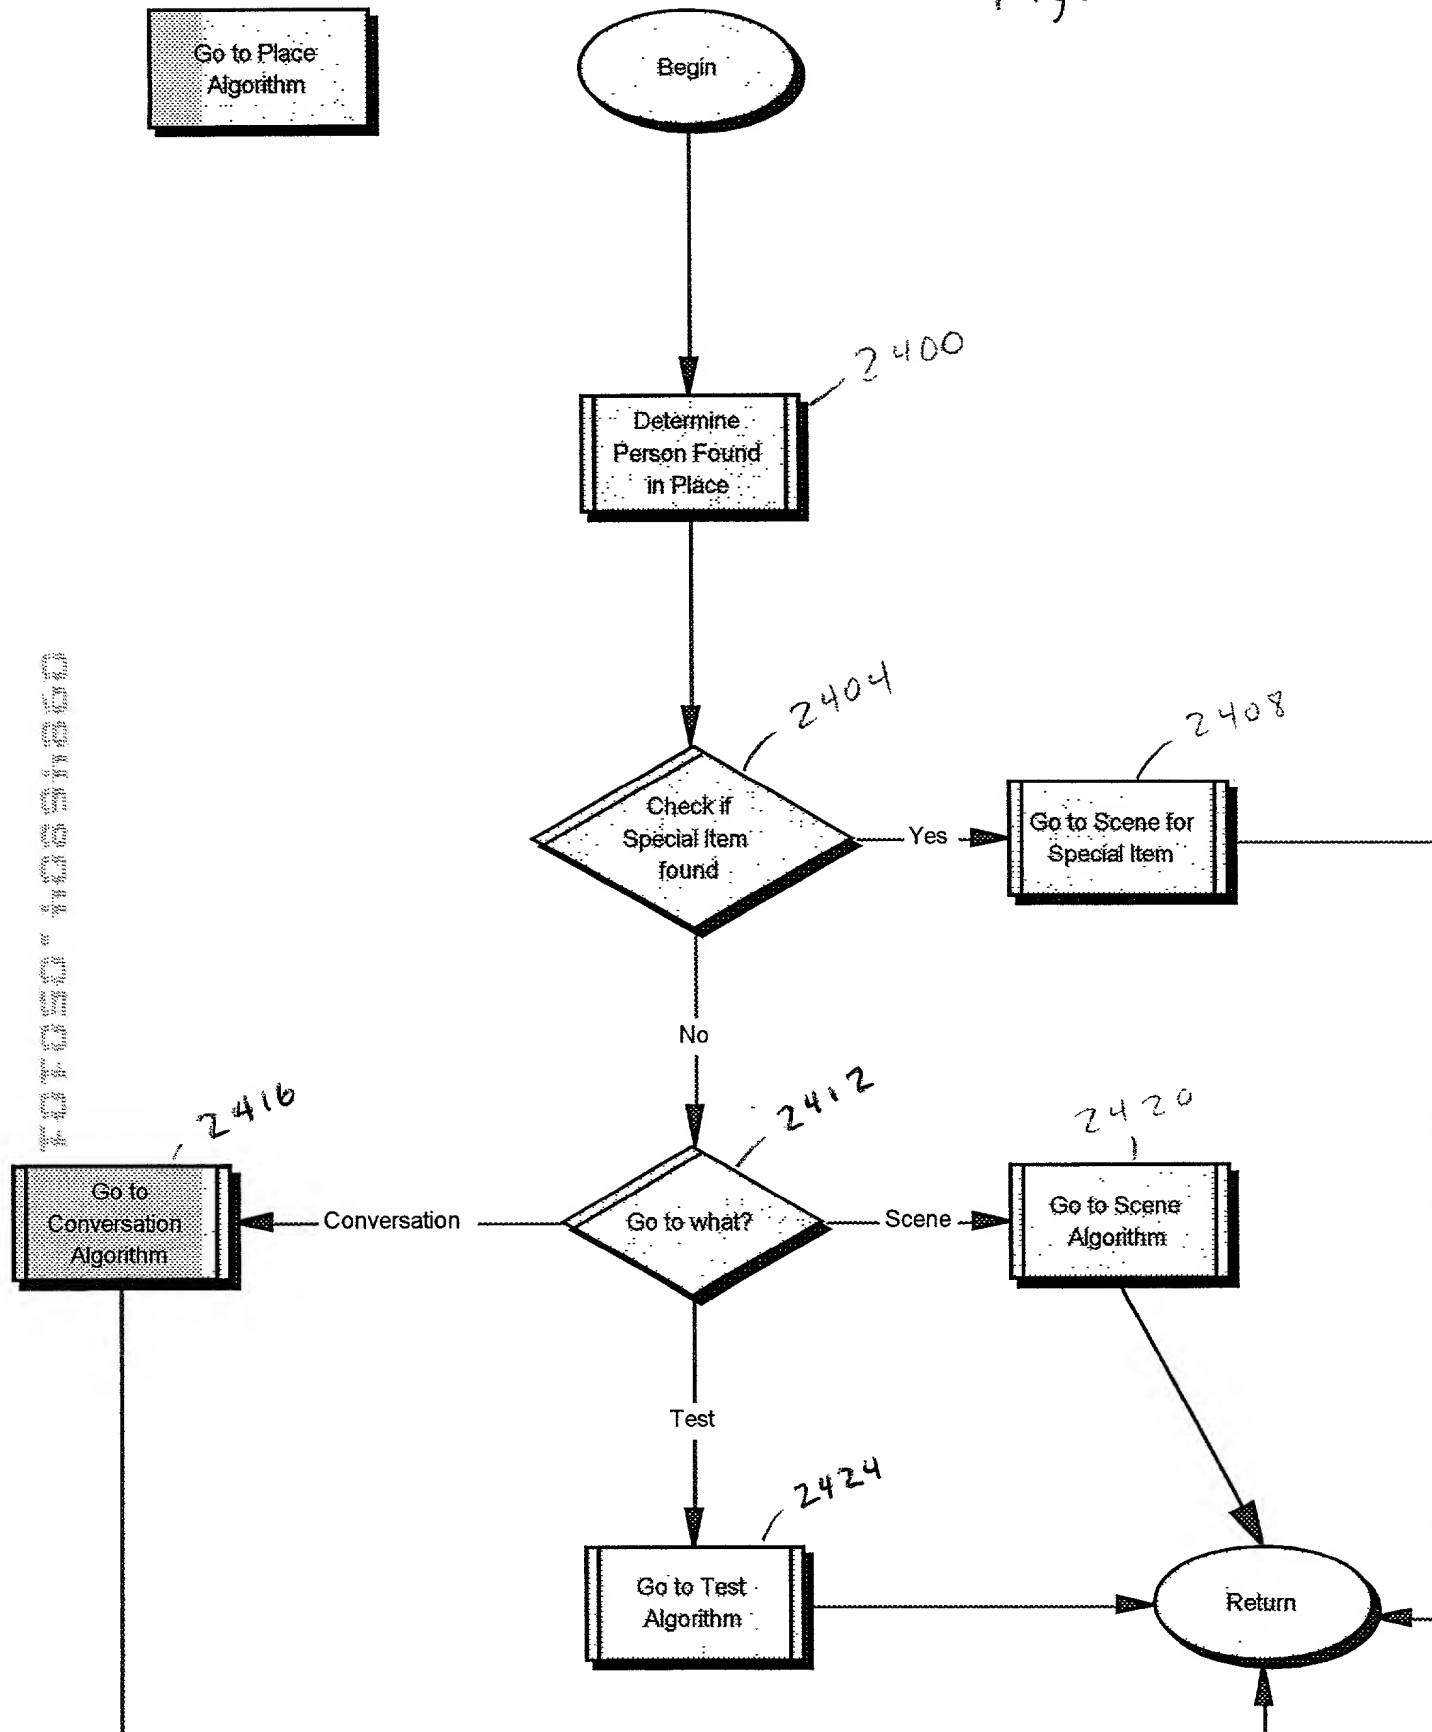 Go to Place
Algorithm
Begin
2400
Determine
Person Found
in Place
2404
2408
Check if
Special Item
found
Yes
Go to Scene for
Special Item
No
2416
2412
2420
Go to
Conversation
Algorithm
Conversation
Go to what?
Scene
Go to Scene
Algorithm
Test
2424
Go to Test
Algorithm
Return